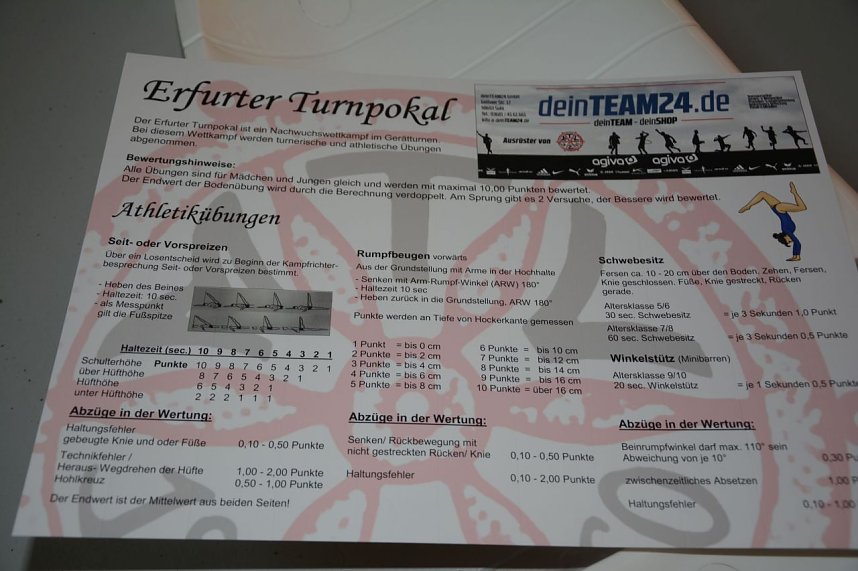 Erfurter Turnpokal
Der Erfurter Turnpokal ist ein Nachwuchswettkampf im Gerätturnen.
Bei diesem Wettkampf werden turnerische und athletische Übungen
abgenommen.
deinTEAM24.de
deinTEAM - deinSHOP
Ausrüster von
agiva agiva
Bewertungshinweise:
Alle Übungen sind für Mädchen und Jungen gleich und werden mit maximal 10,00 Punkten bewertet.
Der Endwert der Bodenübung wird durch die Berechnung verdoppelt. Am Sprung gibt es 2 Versuche, der Bessere wird bewertet.
Athletikübungen
Seit- oder Vorspreizen
Über ein Losentscheid wird zu Beginn der Kampfrichter-
besprechung Seit- oder Vorspreizen bestimmt.
- Heben des Beines
- Haltezeit: 10 sec.
- als Messpunkt
gilt die Fußspitze
Haltezeit (sec.) 10 9 8 7 6 5 4 3 2 1
Schulterhöhe Punkte 10 9 8 7 6 5 4 3 2 1
über Hüfthöhe 8 7 6 5 4 3 2 1
Hüfthöhe 6 5 4 3 2 1
unter Hüfthöhe 2 2 2 1 1 1
Abzüge in der Wertung:
Haltungsfehler
gebeugte Knie und oder Füße 0,10 - 0,50 Punkte
Technikfehler /
Heraus- Wegdrehen der Hüfte 1,00 - 2,00 Punkte
Hohlkreuz 0,50 - 1,00 Punkte
Der Endwert ist der Mittelwert aus beiden Seiten!
Rumpfbeugen vorwärts
Aus der Grundstellung mit Arme in der Hochhalte
- Senken mit Arm-Rumpf-Winkel (ARW) 180°
- Haltezeit 10 sec
- Heben zurück in die Grundstellung, ARW 180°
Punkte werden an Tiefe von Hockerkante gemessen
1 Punkt = bis 0 cm 6 Punkte = bis 10 cm
2 Punkte = bis 2 cm 7 Punkte = bis 12 cm
3 Punkte = bis 4 cm 8 Punkte = bis 14 cm
4 Punkte = bis 6 cm 9 Punkte = bis 16 cm
5 Punkte = bis 8 cm 10 Punkte = über 16 cm
Abzüge in der Wertung:
Senken/ Rückbewegung mit
nicht gestreckten Rücken/ Knie 0,10 - 0,50 Punkte
Haltungsfehler 0,10 - 2,00 Punkte
Schwebesitz
Fersen ca. 10 - 20 cm über den Boden. Zehen, Fersen,
Knie geschlossen. Füße, Knie gestreckt, Rücken
gerade.
Altersklasse 5/6
30 sec. Schwebesitz = je 3 Sekunden 1,0 Punkt
Altersklasse 7/8
60 sec. Schwebesitz = je 3 Sekunden 0,5 Punkte
Winkelstütz (Minibarren)
Altersklasse 9/10
20 sec. Winkelstütz = je 1 Sekunden 0,5 Punkte
Abzüge in der Wertung:
Beinrumpfwinkel darf max. 110° sein
Abweichung von je 10° 0,30 Pu
zwischenzeitliches Absetzen 1,00 P
Haltungsfehler 0,10 - 1,00